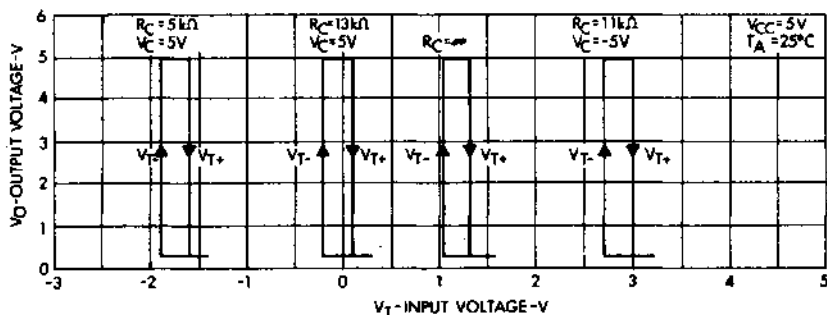 RC=5kΩ
VC=5V
RC=13kΩ
VC=5V
RC=∞
RC=11kΩ
VC=-5V
VCC=5V
TA=25°C
VO-OUTPUT VOLTAGE-V
6
5
4
3
2
1
0
VT-
VT+
VT-
VT+
VT-
VT+
VT-
VT+
-3
-2
-1
0
1
2
3
4
5
VT-INPUT VOLTAGE-V